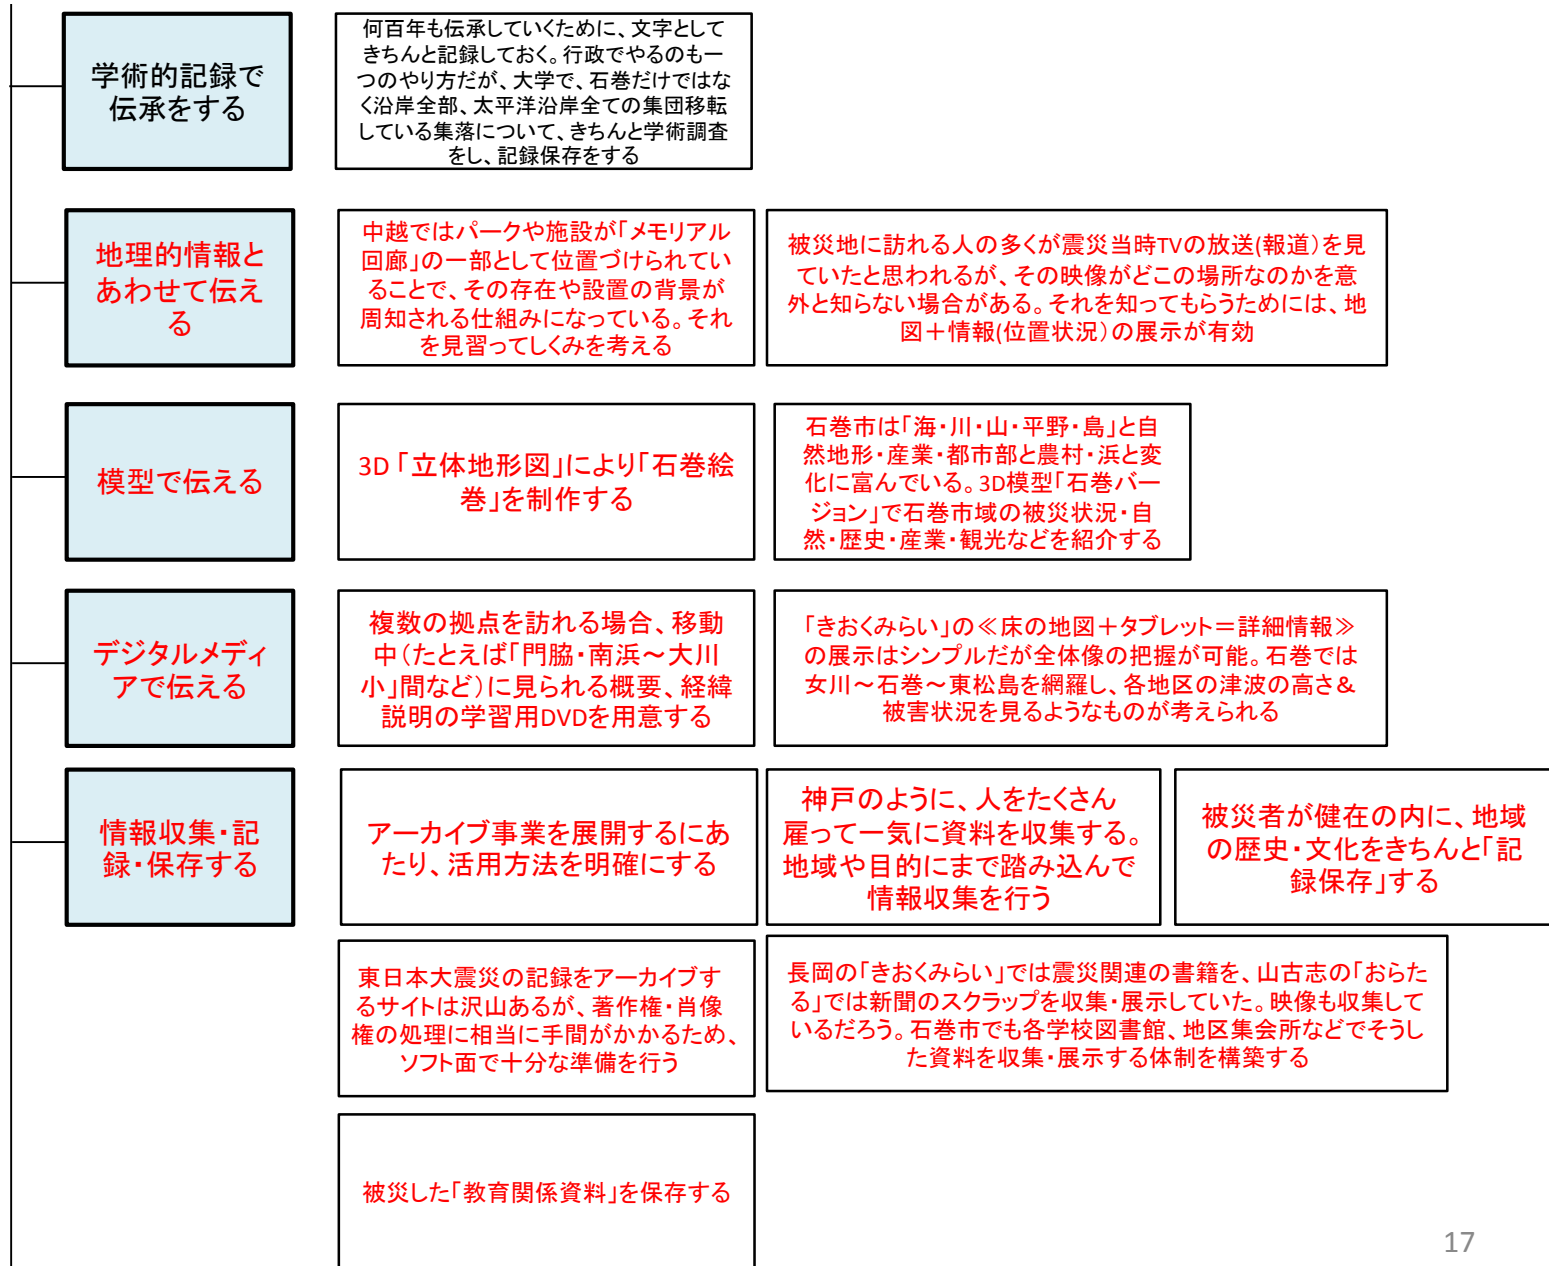 学術的記録で
伝承をする
何百年も伝承していくために、文字として
きちんと記録しておく。行政でやるのも一
つのやり方だが、大学で、石巻だけではな
く沿岸全部、太平洋沿岸全ての集団移転
している集落について、きちんと学術調査
をし、記録保存をする
地理的情報と
あわせて伝え
る
中越ではパークや施設が「メモリアル
回廊」の一部として位置づけられてい
ることで、その存在や設置の背景が
周知される仕組みになっている。それ
を見習ってしくみを考える
被災地に訪れる人の多くが震災当時TVの放送(報道)を見
ていたと思われるが、その映像がどこの場所なのかを意
外と知らない場合がある。それを知ってもらうためには、地
図＋情報(位置状況)の展示が有効
模型で伝える
3D「立体地形図」により「石巻絵
巻」を制作する
石巻市は「海・川・山・平野・島」と自
然地形・産業・都市部と農村・浜と変
化に富んでいる。3D模型「石巻バー
ジョン」で石巻市域の被災状況・自
然・歴史・産業・観光などを紹介する
デジタルメディ
アで伝える
複数の拠点を訪れる場合、移動
中(たとえば「門脇・南浜～大川
小」間など)に見られる概要、経緯
説明の学習用DVDを用意する
「きおくみらい」の≪床の地図＋タブレット＝詳細情報≫
の展示はシンプルだが全体像の把握が可能。石巻では
女川～石巻～東松島を網羅し、各地区の津波の高さ＆
被害状況を見るようなものが考えられる
情報収集・記
録・保存する
アーカイブ事業を展開するにあ
たり、活用方法を明確にする
神戸のように、人をたくさん
雇って一気に資料を収集する。
地域や目的にまで踏み込んで
情報収集を行う
被災者が健在の内に、地域
の歴史・文化をきちんと「記
録保存」する
東日本大震災の記録をアーカイブす
るサイトは沢山あるが、著作権・肖像
権の処理に相当に手間がかかるため、
ソフト面で十分な準備を行う
長岡の「きおくみらい」では震災関連の書籍を、山古志の「おらた
る」では新聞のスクラップを収集・展示していた。映像も収集して
いるだろう。石巻市でも各学校図書館、地区集会所などでそうし
た資料を収集・展示する体制を構築する
被災した「教育関係資料」を保存する
17